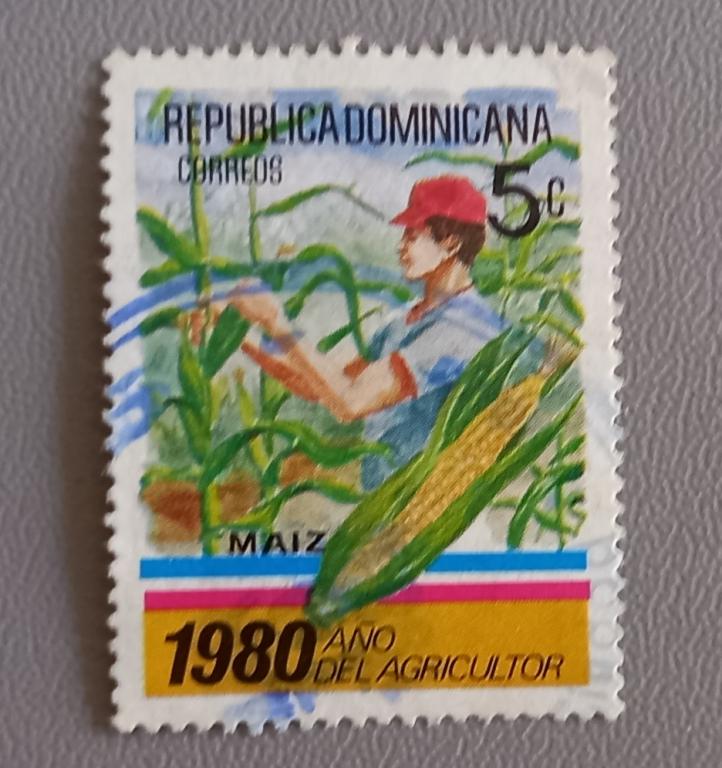 REPUBLICA DOMINICANA
CORREOS
5c
MAIZ
1980 AÑO
DEL AGRICULTOR